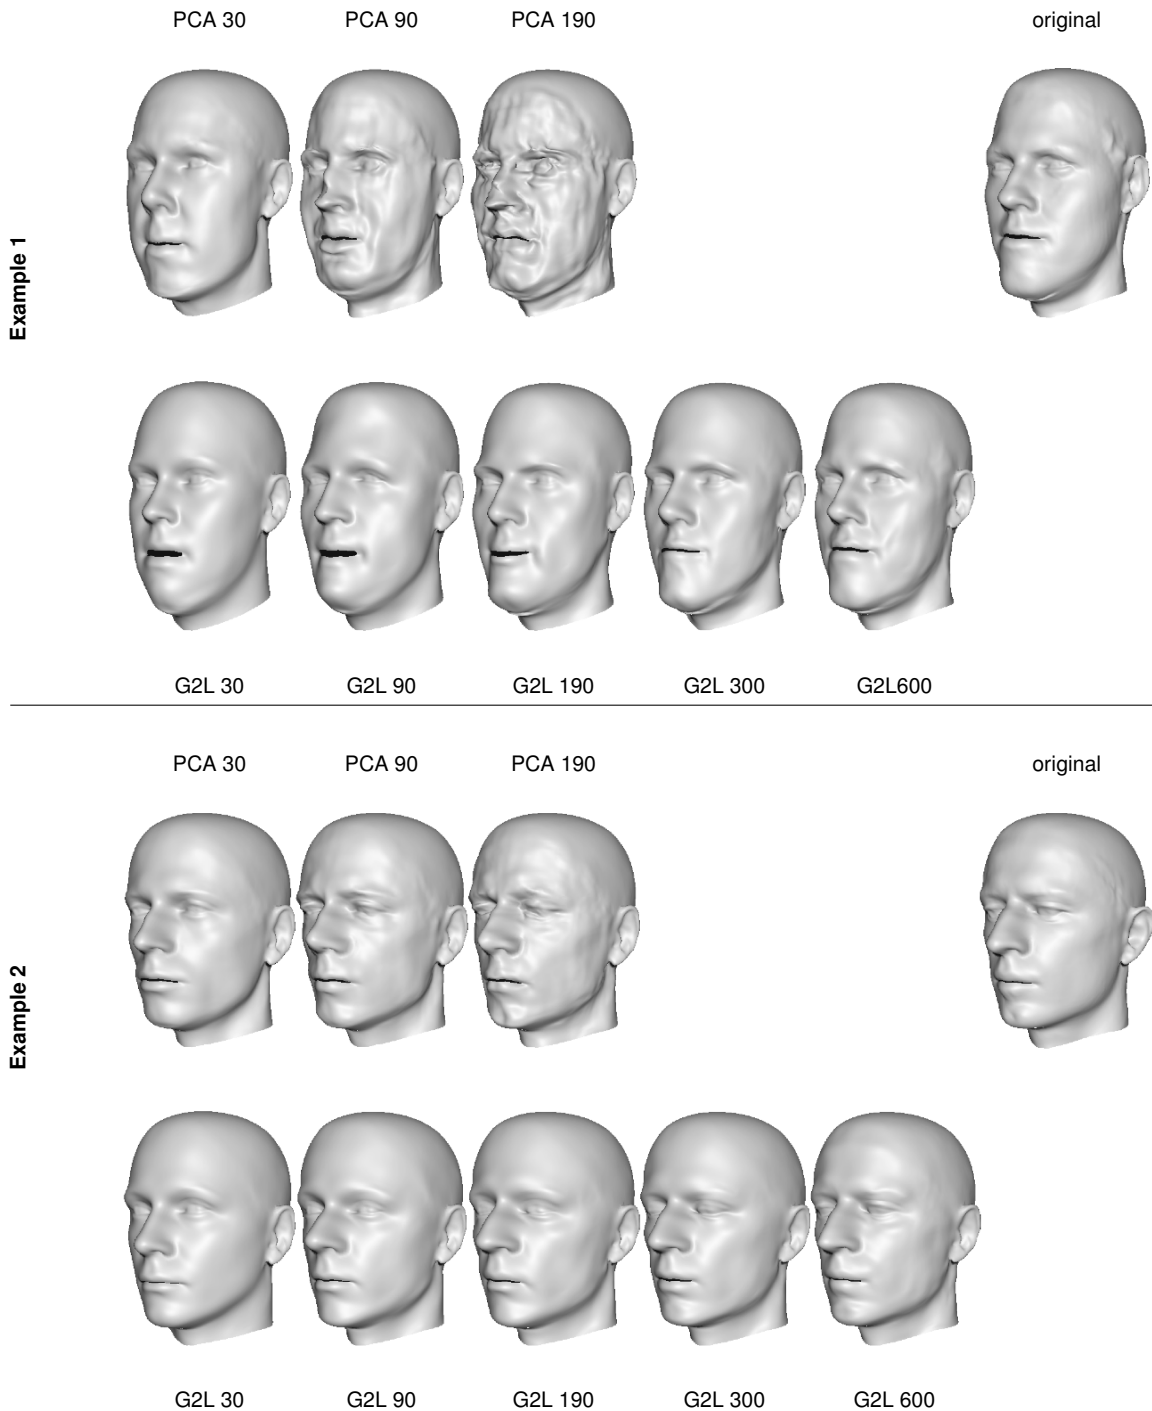 PCA 30 PCA 90 PCA 190 original
Example 1
G2L 30 G2L 90 G2L 190 G2L 300 G2L600
PCA 30 PCA 90 PCA 190 original
Example 2
G2L 30 G2L 90 G2L 190 G2L 300 G2L 600